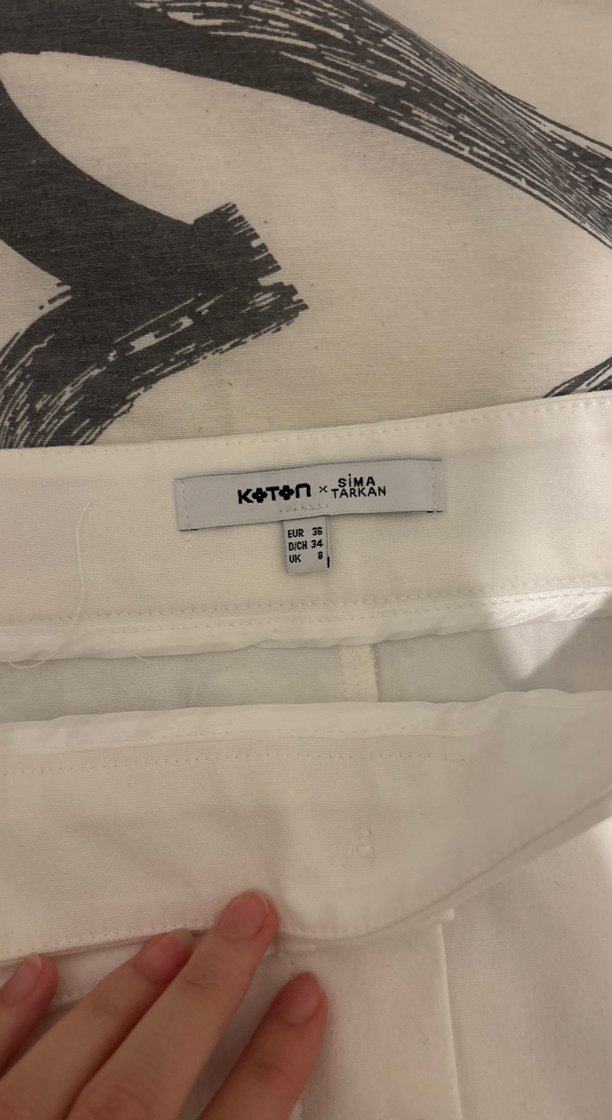 KOTON × SİMA TARKAN
EUR 36
D/CH 34
UK 8